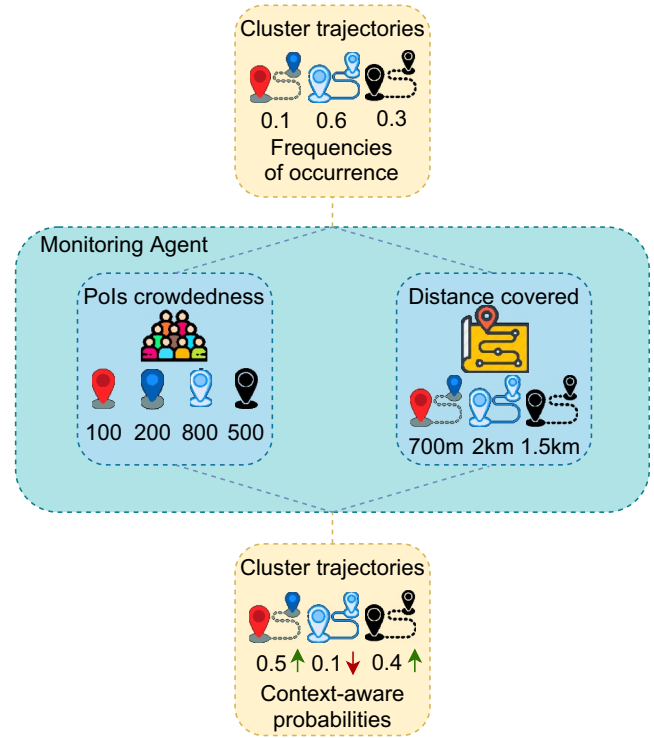 Cluster trajectories
0.1 0.6 0.3
Frequencies
of occurrence
Monitoring Agent
PoIs crowdedness
100 200 800 500
Distance covered
700m 2km 1.5km
Cluster trajectories
0.5 0.1 0.4
Context-aware
probabilities